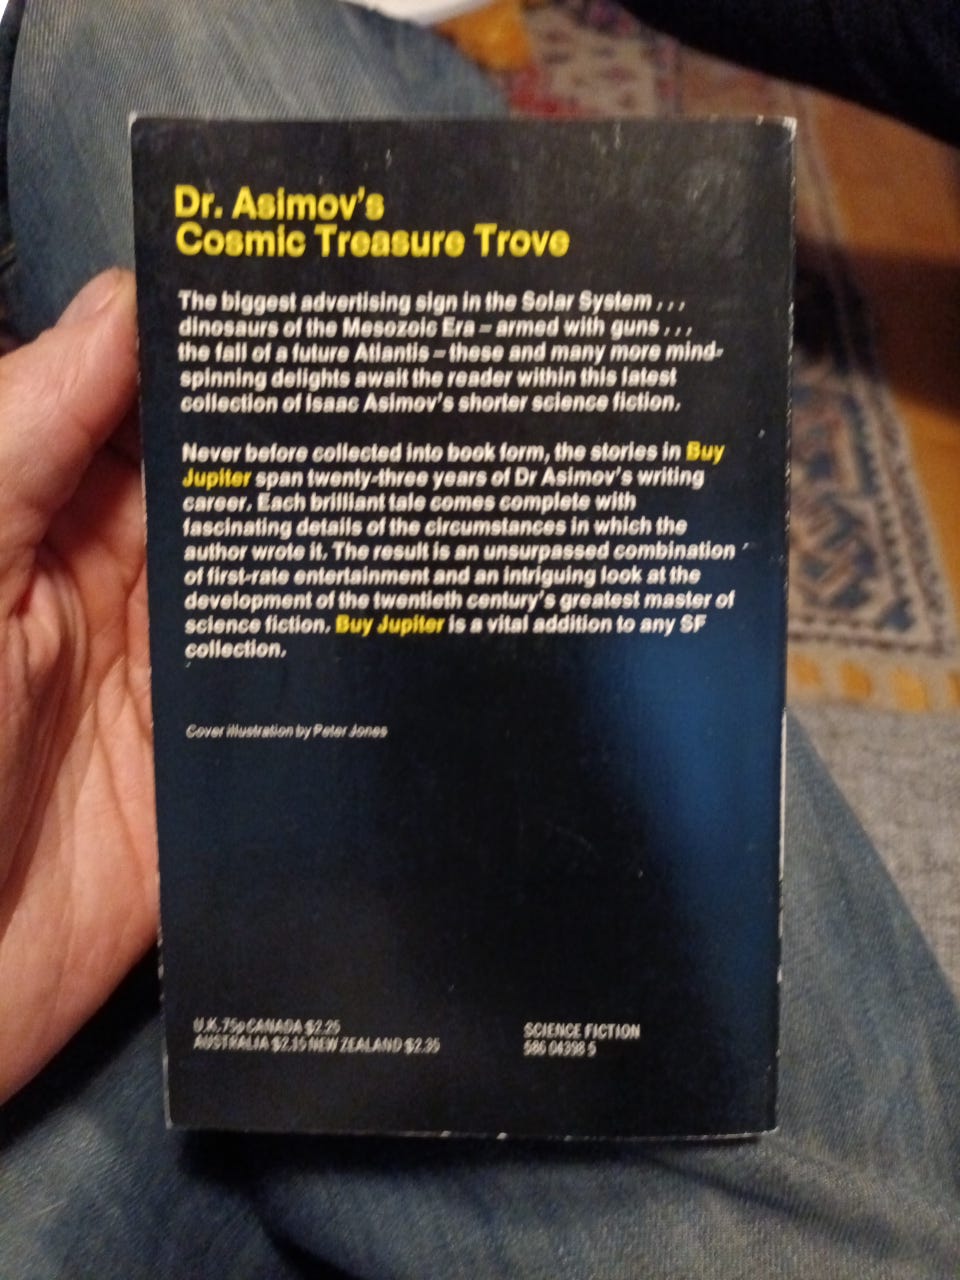 Dr. Asimov's
Cosmic Treasure Trove
The biggest advertising sign in the Solar System . . .
dinosaurs of the Mesozoic Era – armed with guns . . .
the fall of a future Atlantis – these and many more mind-
spinning delights await the reader within this latest
collection of Isaac Asimov's shorter science fiction.
Never before collected into book form, the stories in Buy
Jupiter span twenty-three years of Dr Asimov's writing
career. Each brilliant tale comes complete with
fascinating details of the circumstances in which the
author wrote it. The result is an unsurpassed combination
of first-rate entertainment and an intriguing look at the
development of the twentieth century's greatest master of
science fiction. Buy Jupiter is a vital addition to any SF
collection.
Cover illustration by Peter Jones
U.K. 75p CANADA $2.25
AUSTRALIA $2.15 NEW ZEALAND $2.35
SCIENCE FICTION
586 04398 5